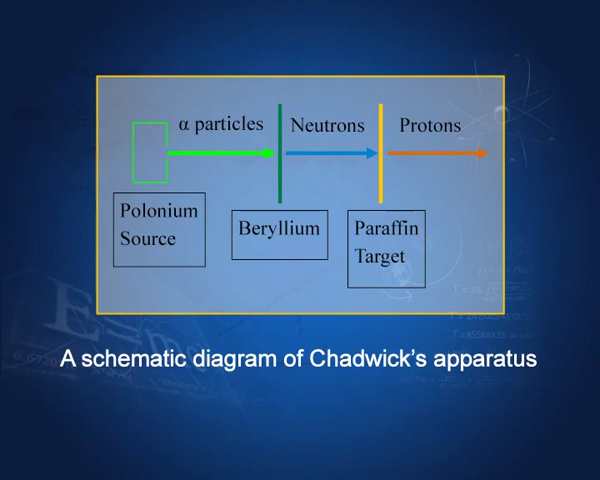 α particles
Neutrons
Protons
Polonium
Source
Beryllium
Paraffin
Target
A schematic diagram of Chadwick's apparatus